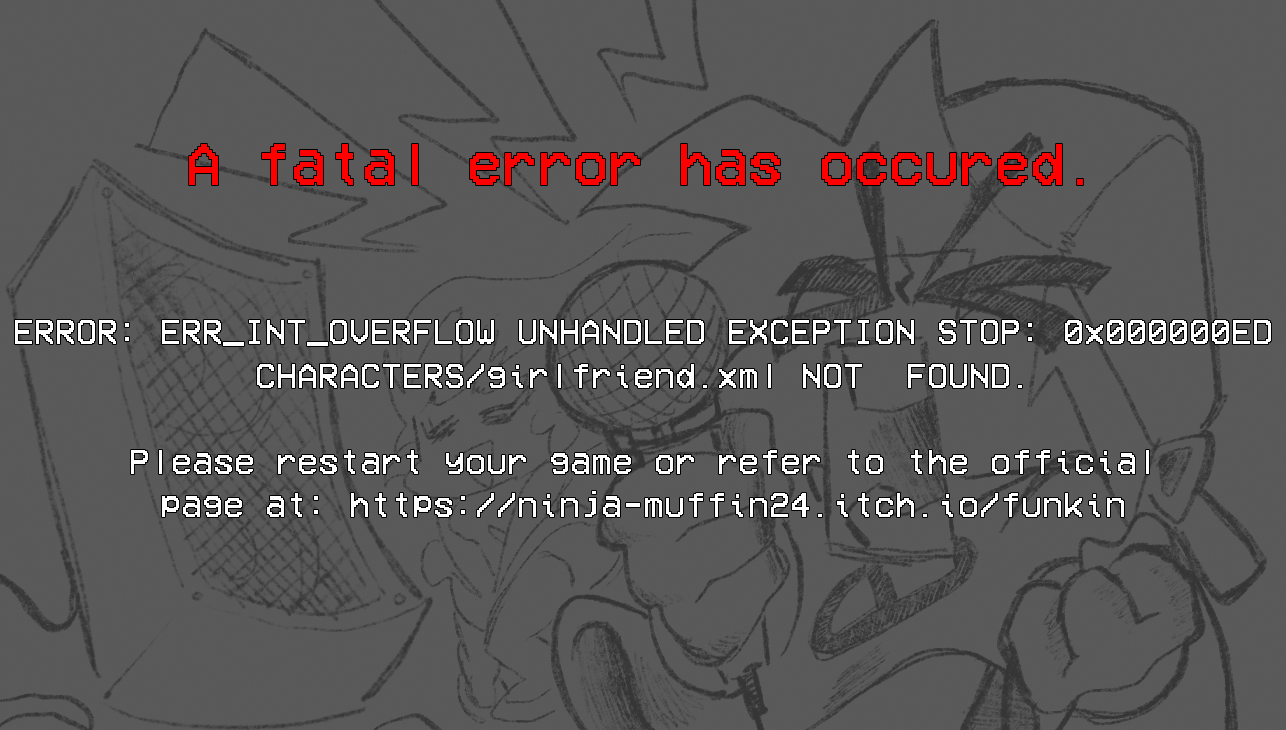 A fatal error has occured.
ERROR: ERR_INT_OVERFLOW UNHANDLED EXCEPTION STOP: 0x000000ED
CHARACTERS/girlfriend.xml NOT  FOUND.
Please restart your game or refer to the official
page at: https://ninja-muffin24.itch.io/funkin